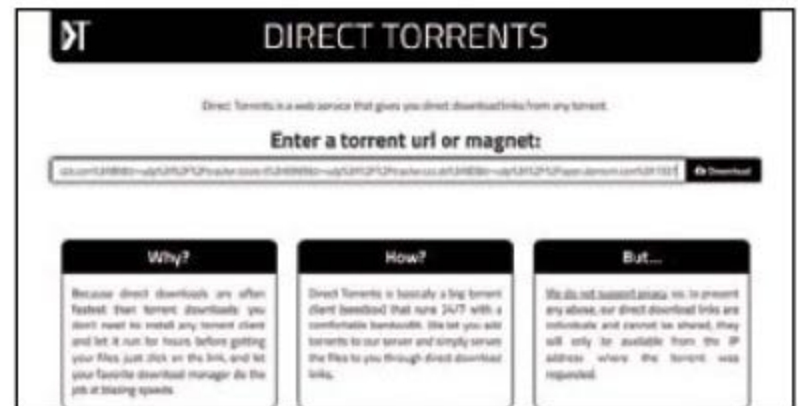 DIRECT TORRENTS
Direct Torrents is a web service that gives you direct download links from any torrent.
Enter a torrent url or magnet:
Download
Why?
Because direct downloads are often
fastest than torrent downloads: you
don't need to install any torrent client
and let it run for hours before getting
your files just click on the link, and let
your favorite download manager do the
job at blazing speeds
How?
Direct Torrents is basically a big torrent
client (seedbox) that runs 24/7 with a
comfortable bandwidth. We let you add
torrents to our server and simply serves
the files to you through direct download
links.
But...
We do not support piracy, so, to prevent
any abuse, our direct download links are
individuals and cannot be shared, they
will only be available from the IP
address where the torrent was
requested.